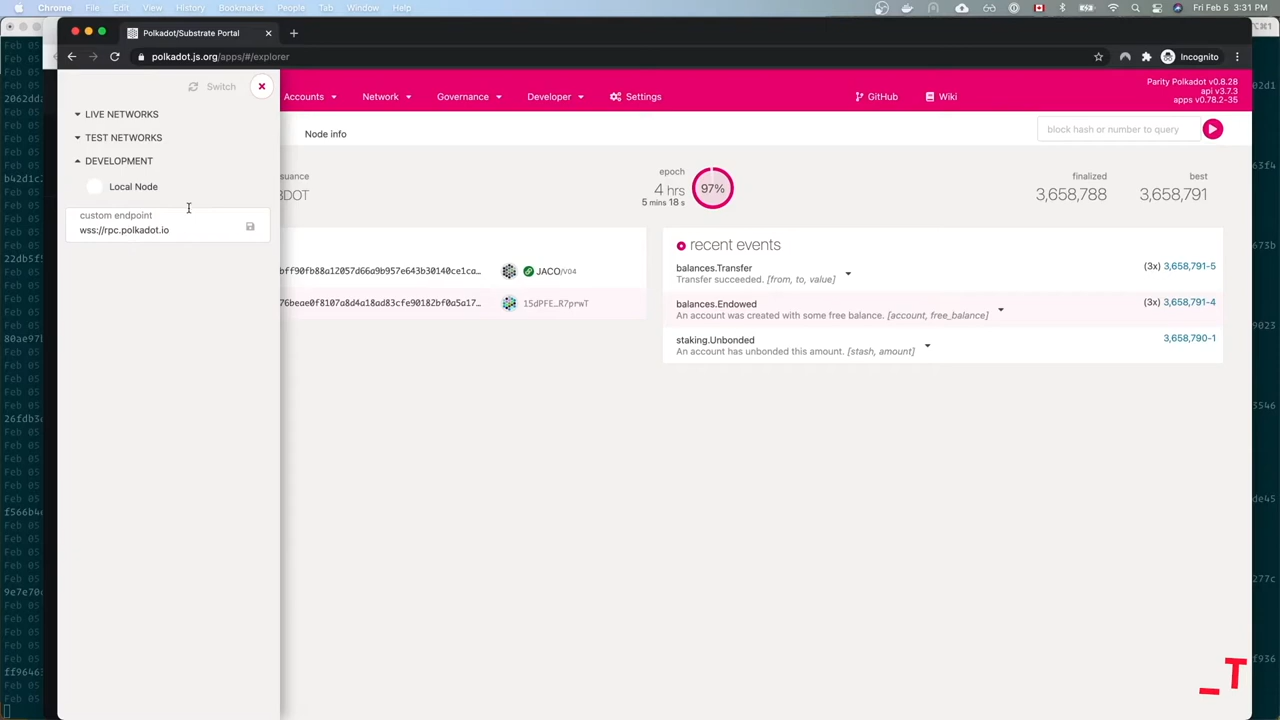 Chrome File Edit View History Bookmarks People Tab Window Help
Fri Feb 5 3:31 PM
Polkadot/Substrate Portal
polkadot.js.org/apps/#/explorer
Incognito
Switch
Accounts
Network
Governance
Developer
Settings
GitHub
Wiki
Parity Polkadot v0.8.28
api v3.7.3
apps v0.78.2-35
LIVE NETWORKS
TEST NETWORKS
DEVELOPMENT
Local Node
custom endpoint
wss://rpc.polkadot.io
Node info
block hash or number to query
suance
epoch
4 hrs
5 mins 18 s
97%
finalized
3,658,788
best
3,658,791
bff90fb88a12057d66a9b957e643b30140ce1ca…
JACO/V04
76beae0f8107a8d4a18ad83cfe90182bf0a5a17…
15dPFE…R7prwT
recent events
balances.Transfer
Transfer succeeded. [from, to, value]
(3x) 3,658,791-5
balances.Endowed
An account was created with some free balance. [account, free_balance]
(3x) 3,658,791-4
staking.Unbonded
An account has unbonded this amount. [stash, amount]
3,658,790-1
_T